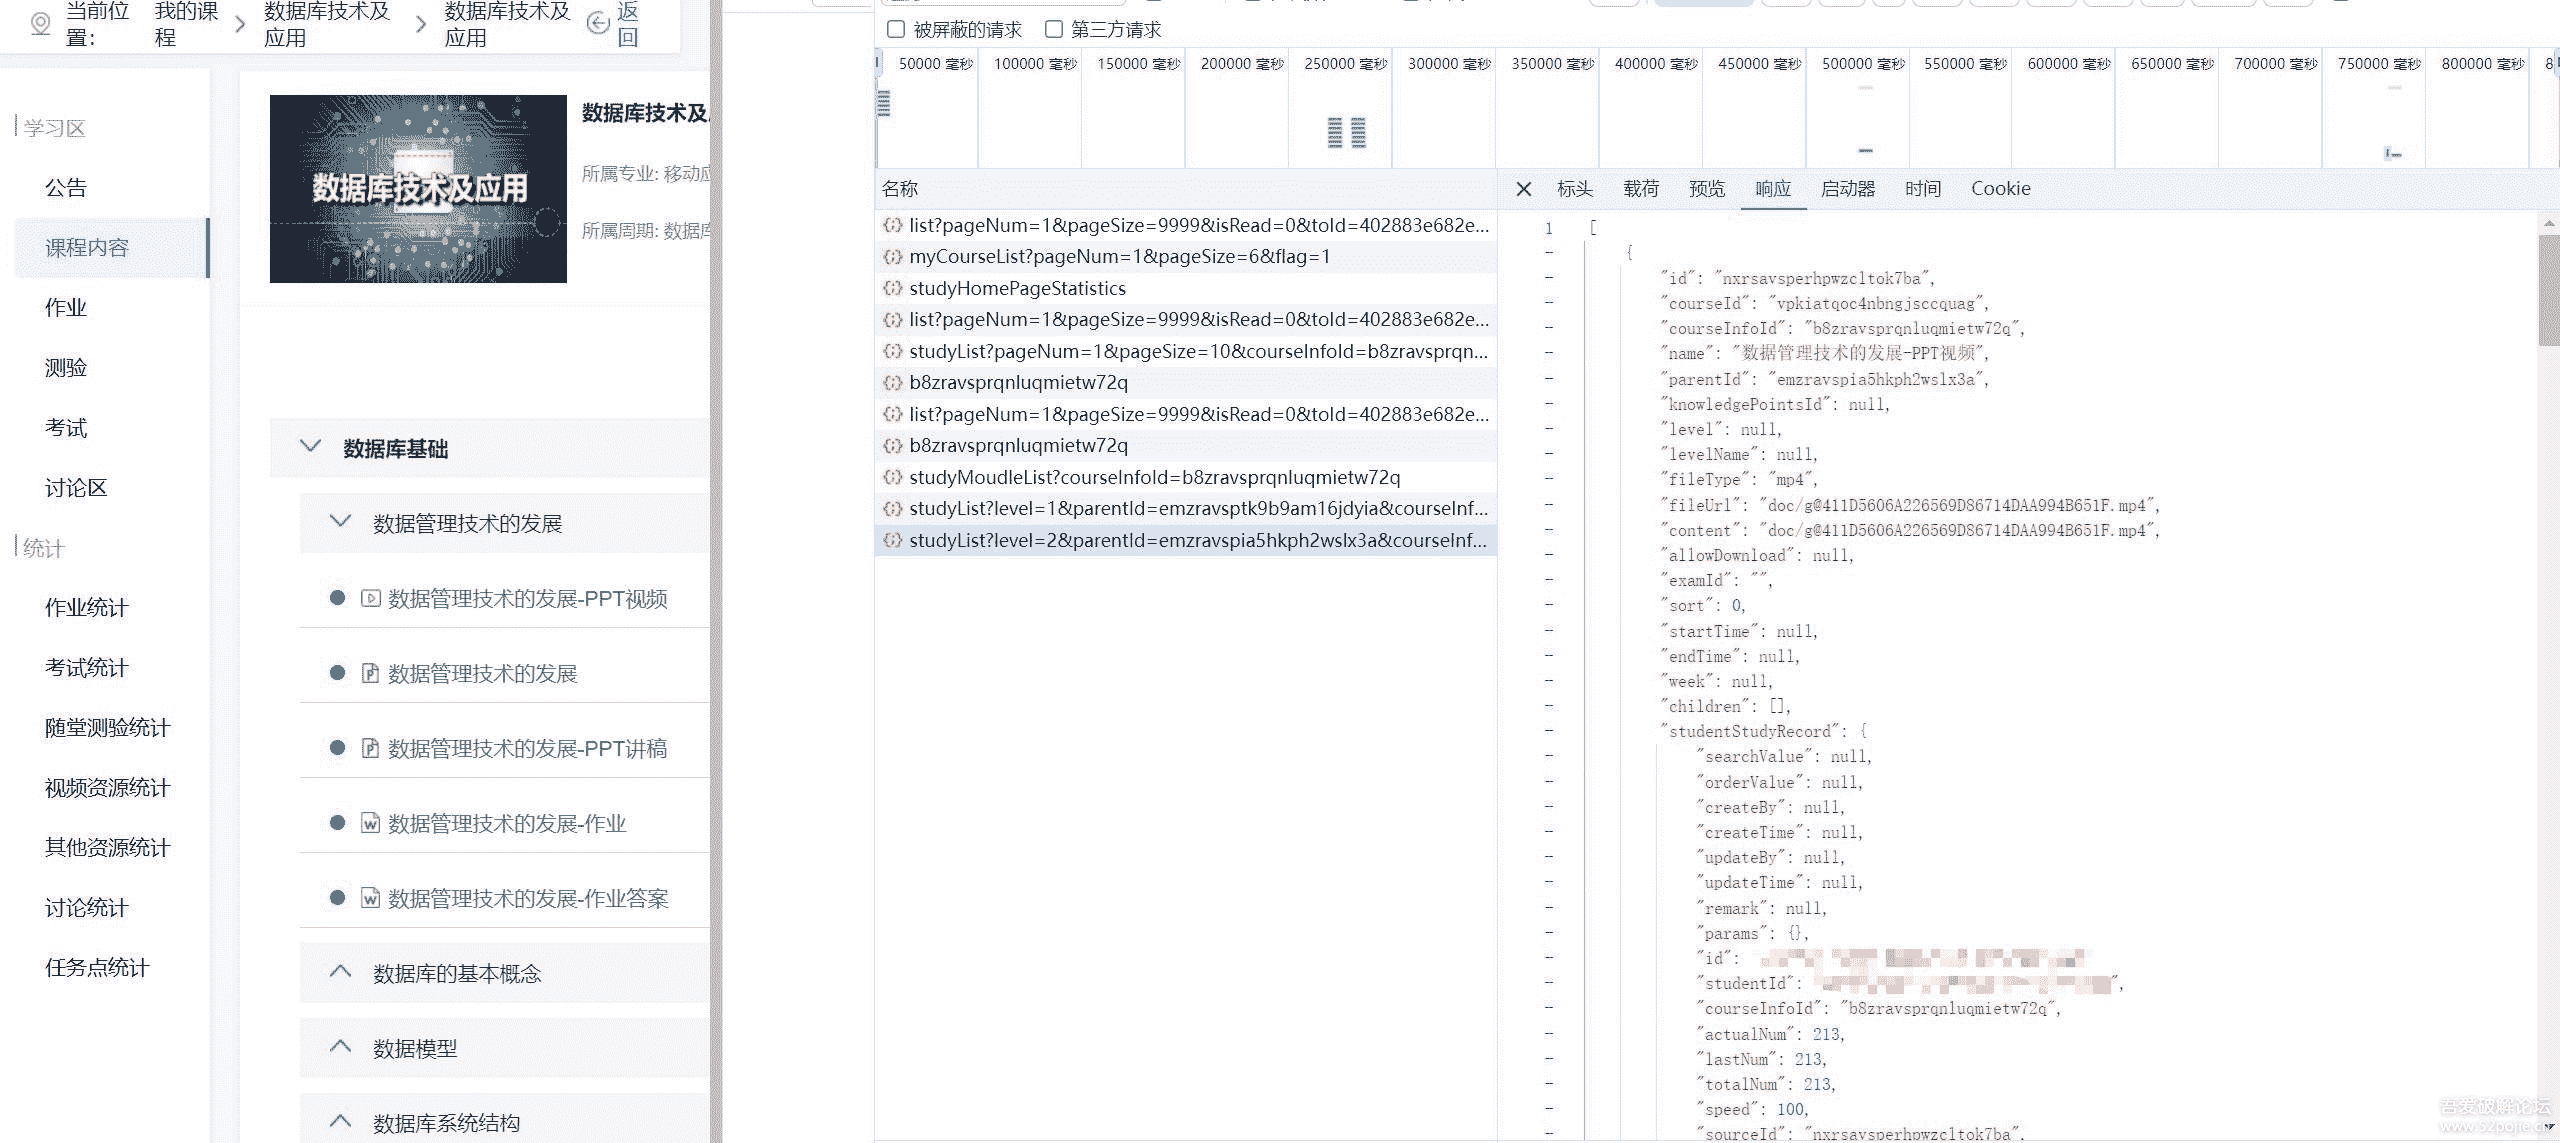 当前位置：
我的课程
数据库技术及应用
数据库技术及应用
返回
学习区
公告
课程内容
作业
测验
考试
讨论区
统计
作业统计
考试统计
随堂测验统计
视频资源统计
其他资源统计
讨论统计
任务点统计
数据库技术及应用
数据库技术及
所属专业: 移动应
所属周期: 数据库
数据库基础
数据管理技术的发展
数据管理技术的发展-PPT视频
数据管理技术的发展
数据管理技术的发展-PPT讲稿
数据管理技术的发展-作业
数据管理技术的发展-作业答案
数据库的基本概念
数据模型
数据库系统结构
被屏蔽的请求 第三方请求
50000 毫秒 100000 毫秒 150000 毫秒 200000 毫秒 250000 毫秒 300000 毫秒 350000 毫秒 400000 毫秒 450000 毫秒 500000 毫秒 550000 毫秒 600000 毫秒 650000 毫秒 700000 毫秒 750000 毫秒 800000 毫秒 8
名称
list?pageNum=1&pageSize=9999&isRead=0&toId=402883e682e...
myCourseList?pageNum=1&pageSize=6&flag=1
studyHomePageStatistics
list?pageNum=1&pageSize=9999&isRead=0&toId=402883e682e...
studyList?pageNum=1&pageSize=10&courseInfoId=b8zravsprqn...
b8zravsprqnluqmietw72q
list?pageNum=1&pageSize=9999&isRead=0&toId=402883e682e...
b8zravsprqnluqmietw72q
studyMoudleList?courseInfoId=b8zravsprqnluqmietw72q
studyList?level=1&parentId=emzravsptk9b9am16jdyia&courseInf...
studyList?level=2&parentId=emzravspia5hkph2wslx3a&courseInf...
标头 载荷 预览 响应 启动器 时间 Cookie
1 [
{
"id": "nxrsavsperhpwzcltok7ba",
"courseId": "vpkiatqoc4nbngjsccquag",
"courseInfoId": "b8zravsprqnluqmietw72q",
"name": "数据管理技术的发展-PPT视频",
"parentId": "emzravspia5hkph2wslx3a",
"knowledgePointsId": null,
"level": null,
"levelName": null,
"fileType": "mp4",
"fileUrl": "doc/g@411D5606A226569D86714DAA994B651F.mp4",
"content": "doc/g@411D5606A226569D86714DAA994B651F.mp4",
"allowDownload": null,
"examId": "",
"sort": 0,
"startTime": null,
"endTime": null,
"week": null,
"children": [],
"studentStudyRecord": {
"searchValue": null,
"orderValue": null,
"createBy": null,
"createTime": null,
"updateBy": null,
"updateTime": null,
"remark": null,
"params": {},
"id":
"studentId": ",
"courseInfoId": "b8zravsprqnluqmietw72q",
"actualNum": 213,
"lastNum": 213,
"totalNum": 213,
"speed": 100,
"sourceId": "nxrsavsperhpwzcltok7ba",
吾爱破解论坛
www.52pojie.cn